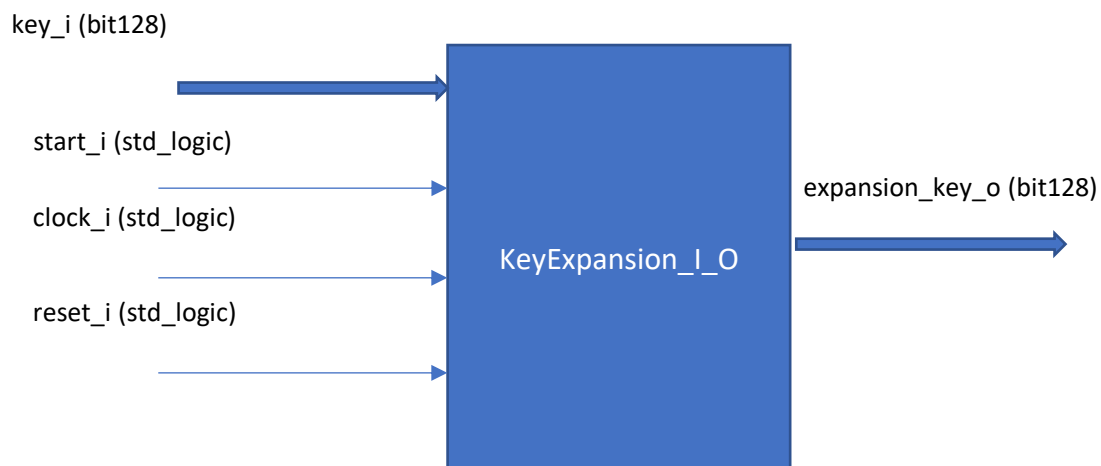 key_i (bit128)
start_i (std_logic)
clock_i (std_logic)
reset_i (std_logic)
KeyExpansion_I_O
expansion_key_o (bit128)